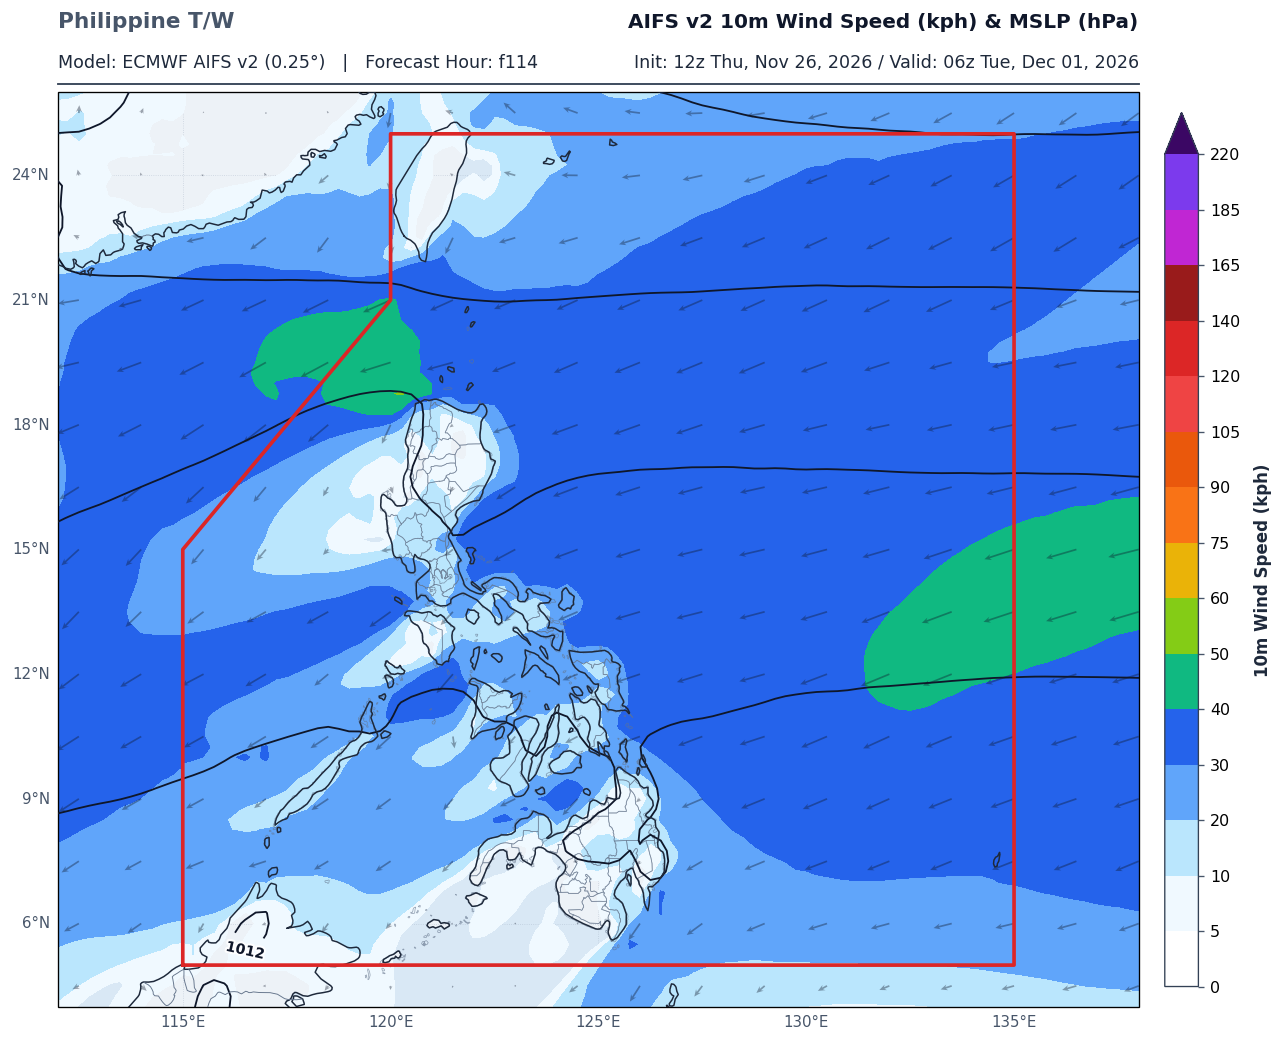 Philippine T/W
AIFS v2 10m Wind Speed (kph) & MSLP (hPa)
Model: ECMWF AIFS v2 (0.25°) | Forecast Hour: f114
Init: 12z Thu, Nov 26, 2026 / Valid: 06z Tue, Dec 01, 2026
24°N
21°N
18°N
15°N
12°N
9°N
6°N
1012
115°E
120°E
125°E
130°E
135°E
220
185
165
140
120
105
90
75
60
50
40
30
20
10
5
0
10m Wind Speed (kph)